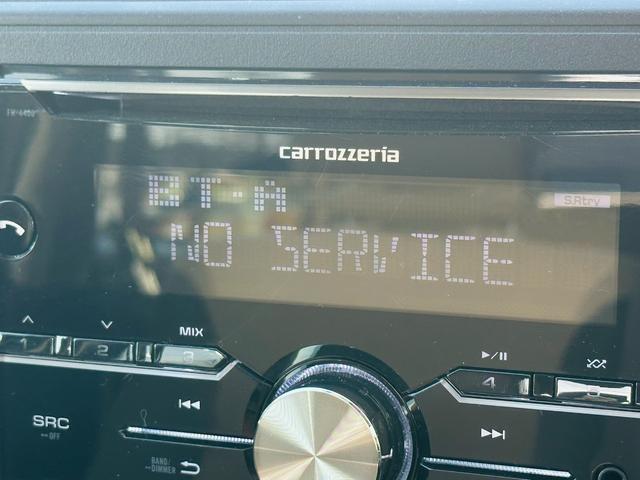 carrozzeria
BT-A
S.Rtry
NO SERVICE
MIX
1
2
3
4
SRC
OFF
BAND/
DIMMER